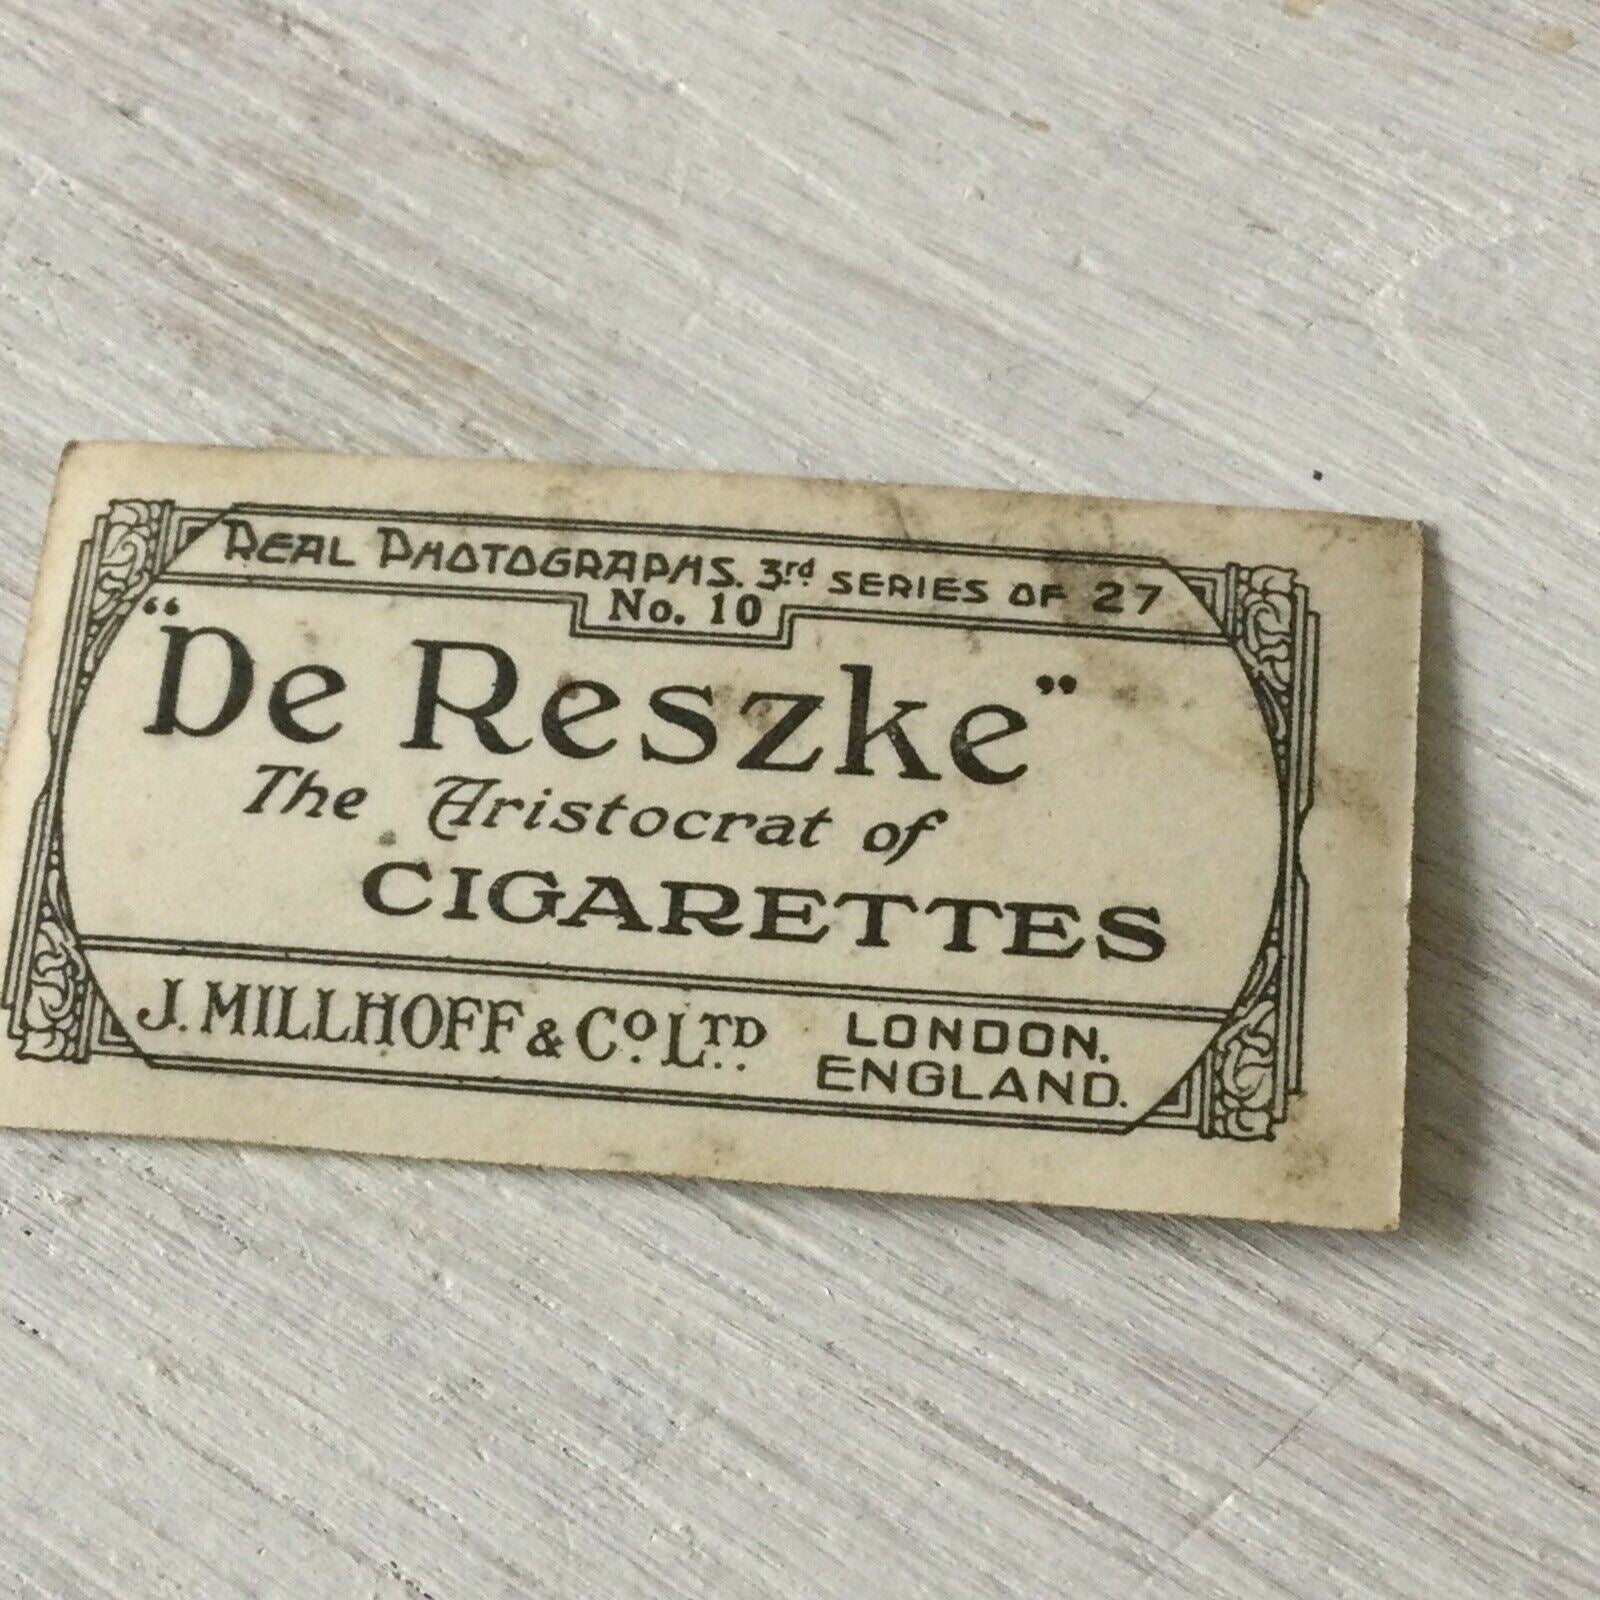 REAL PHOTOGRAPHS. 3rd SERIES OF 27
No. 10
"De Reszke"
The Aristocrat of
CIGARETTES
J. MILLHOFF & Co LTD.. LONDON.
ENGLAND.